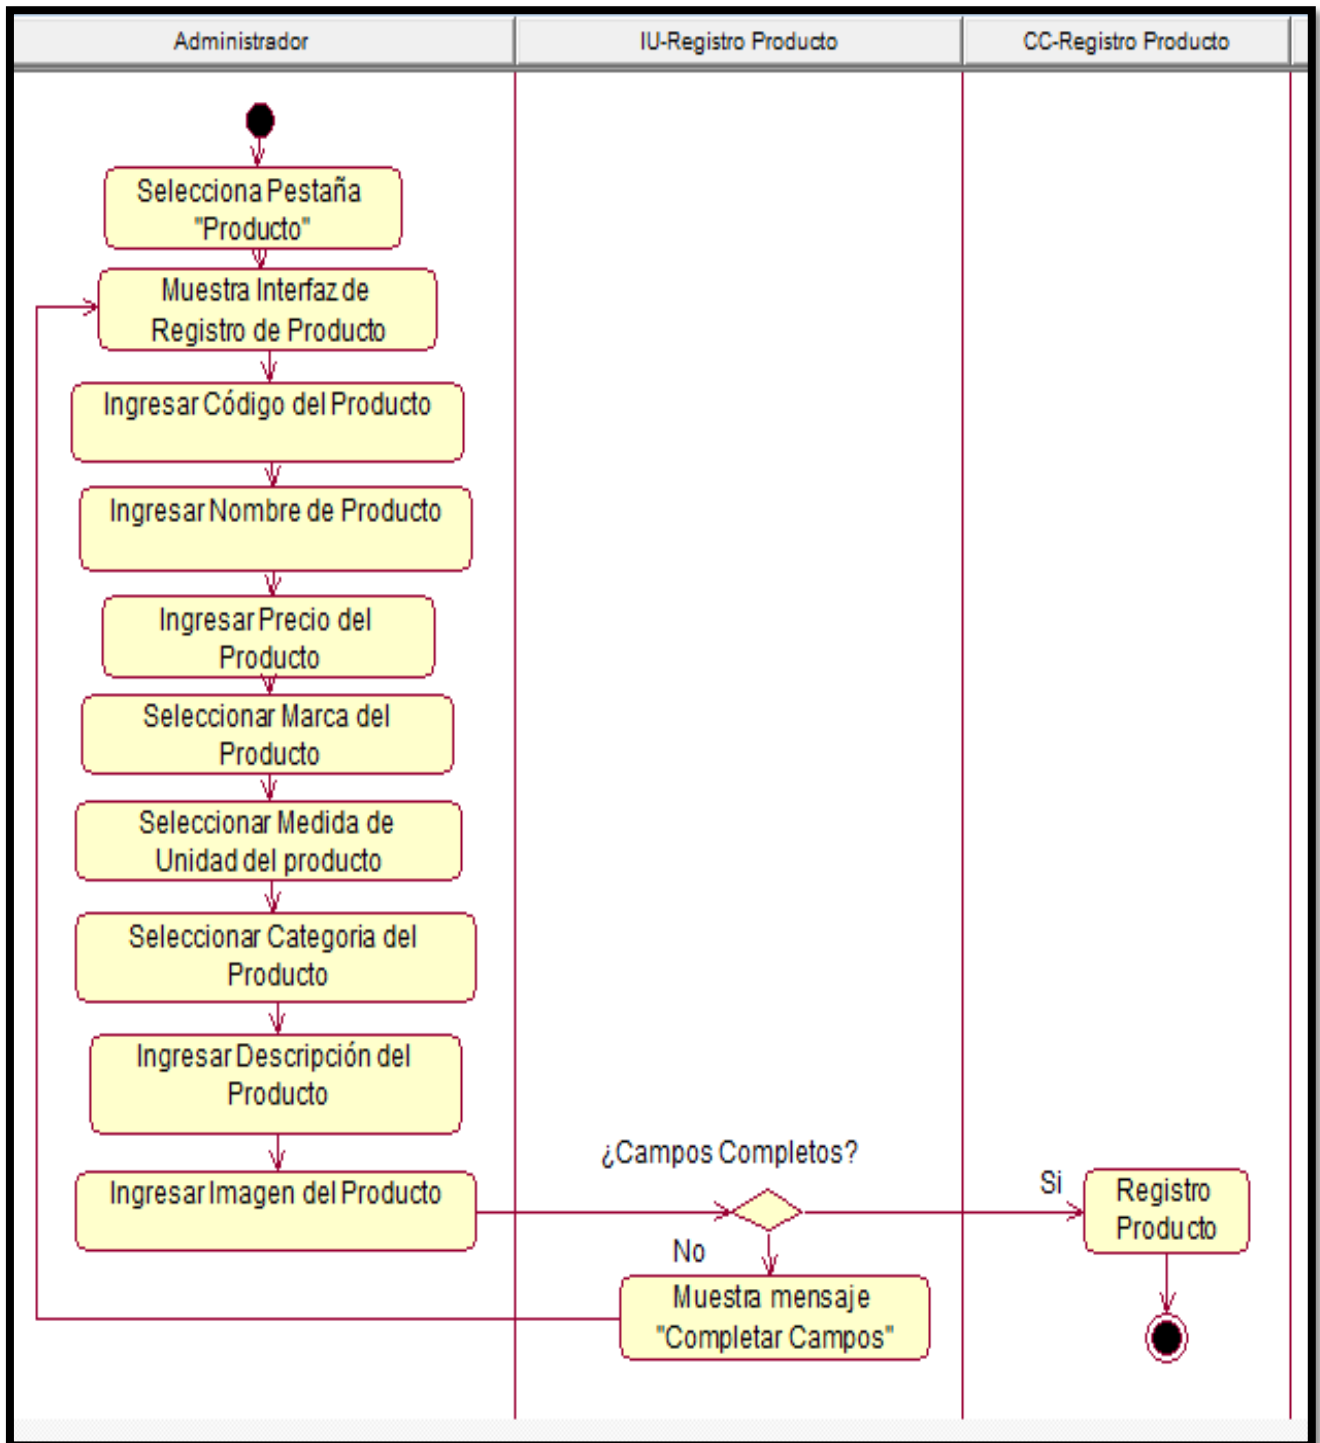 Administrador
IU-Registro Producto
CC-Registro Producto
Selecciona Pestaña
"Producto"
Muestra Interfaz de
Registro de Producto
Ingresar Código del Producto
Ingresar Nombre de Producto
Ingresar Precio del
Producto
Seleccionar Marca del
Producto
Seleccionar Medida de
Unidad del producto
Seleccionar Categoria del
Producto
Ingresar Descripción del
Producto
Ingresar Imagen del Producto
¿Campos Completos?
Si
Registro
Producto
No
Muestra mensaje
"Completar Campos"